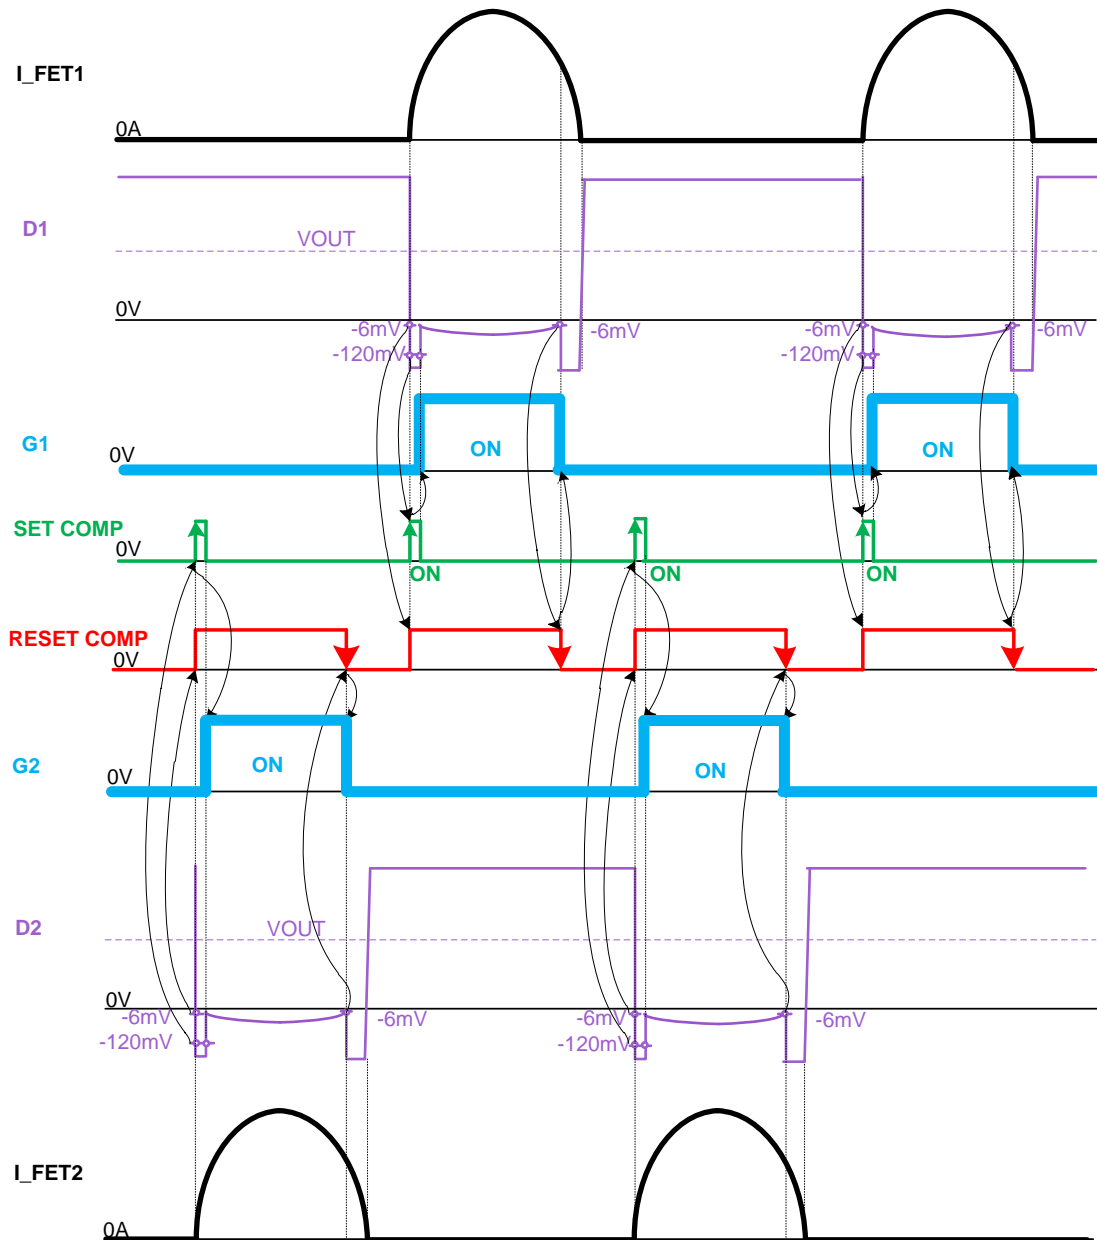 I_FET1
0A
D1
VOUT
0V
-6mV
-6mV
-6mV
-6mV
-120mV
-120mV
G1
0V
ON
ON
SET COMP
0V
ON
ON
ON
RESET COMP
0V
G2
0V
ON
ON
D2
VOUT
0V
-6mV
-6mV
-6mV
-6mV
-120mV
-120mV
I_FET2
0A